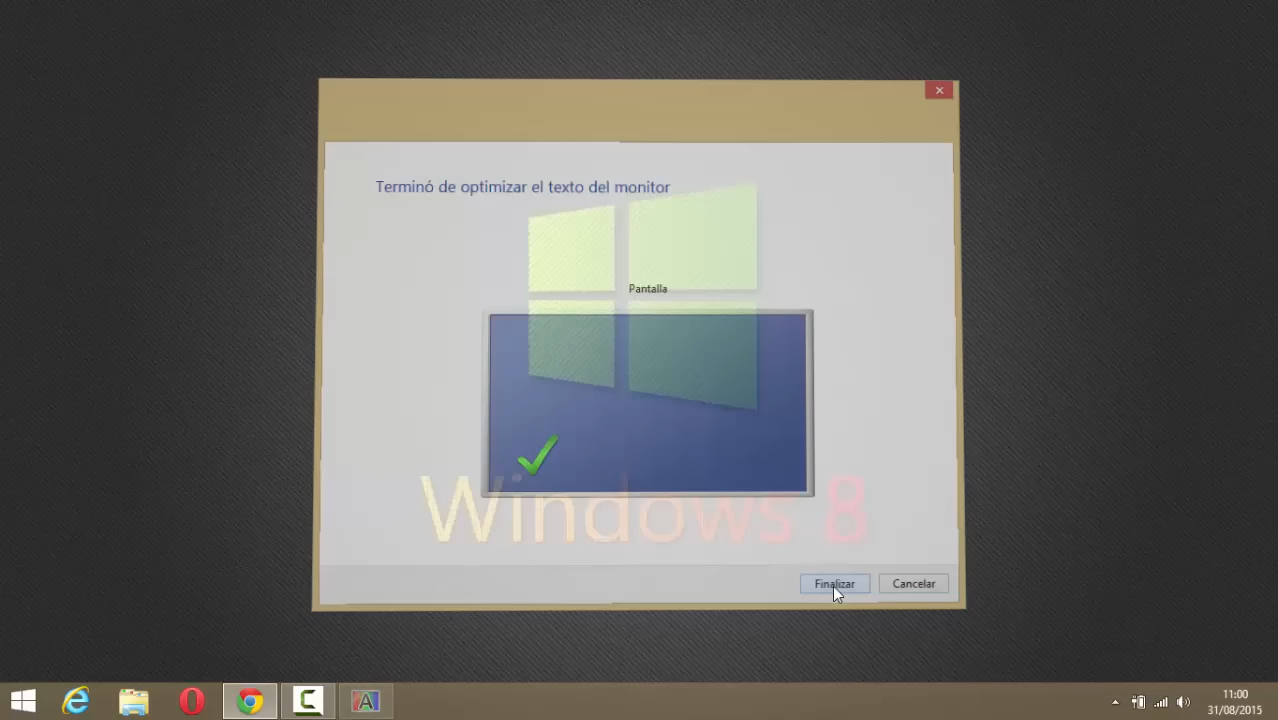 Terminó de optimizar el texto del monitor
Pantalla
Windows 8
Finalizar
Cancelar
11:00
31/08/2015